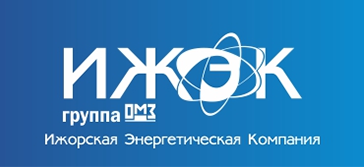 ИЖЭК
группа ОМЗ
Ижорская Энергетическая Компания